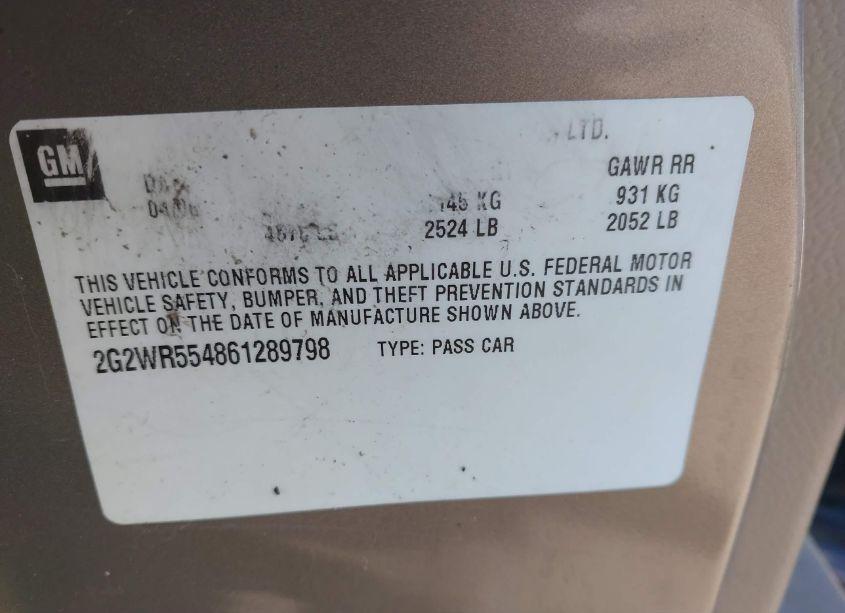 GM
LTD.
GAWR RR
04/06 KG 931 KG
2524 LB 2052 LB
THIS VEHICLE CONFORMS TO ALL APPLICABLE U.S. FEDERAL MOTOR
VEHICLE SAFETY, BUMPER, AND THEFT PREVENTION STANDARDS IN
EFFECT ON THE DATE OF MANUFACTURE SHOWN ABOVE.
2G2WR554861289798 TYPE: PASS CAR